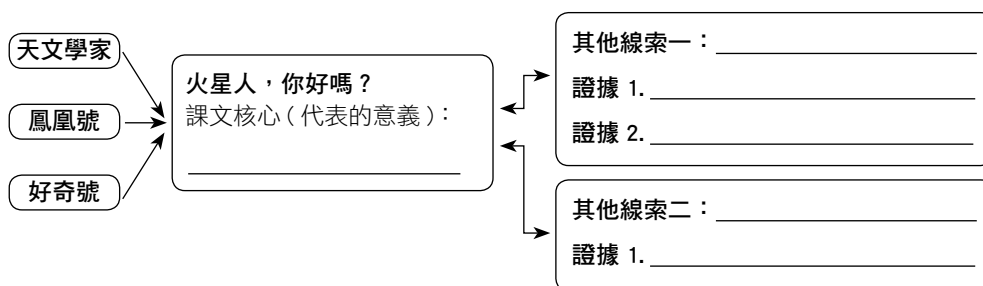 天文學家
鳳凰號
好奇號
火星人，你好嗎？
課文核心（代表的意義）：
其他線索一：
證據 1.
證據 2.
其他線索二：
證據 1.